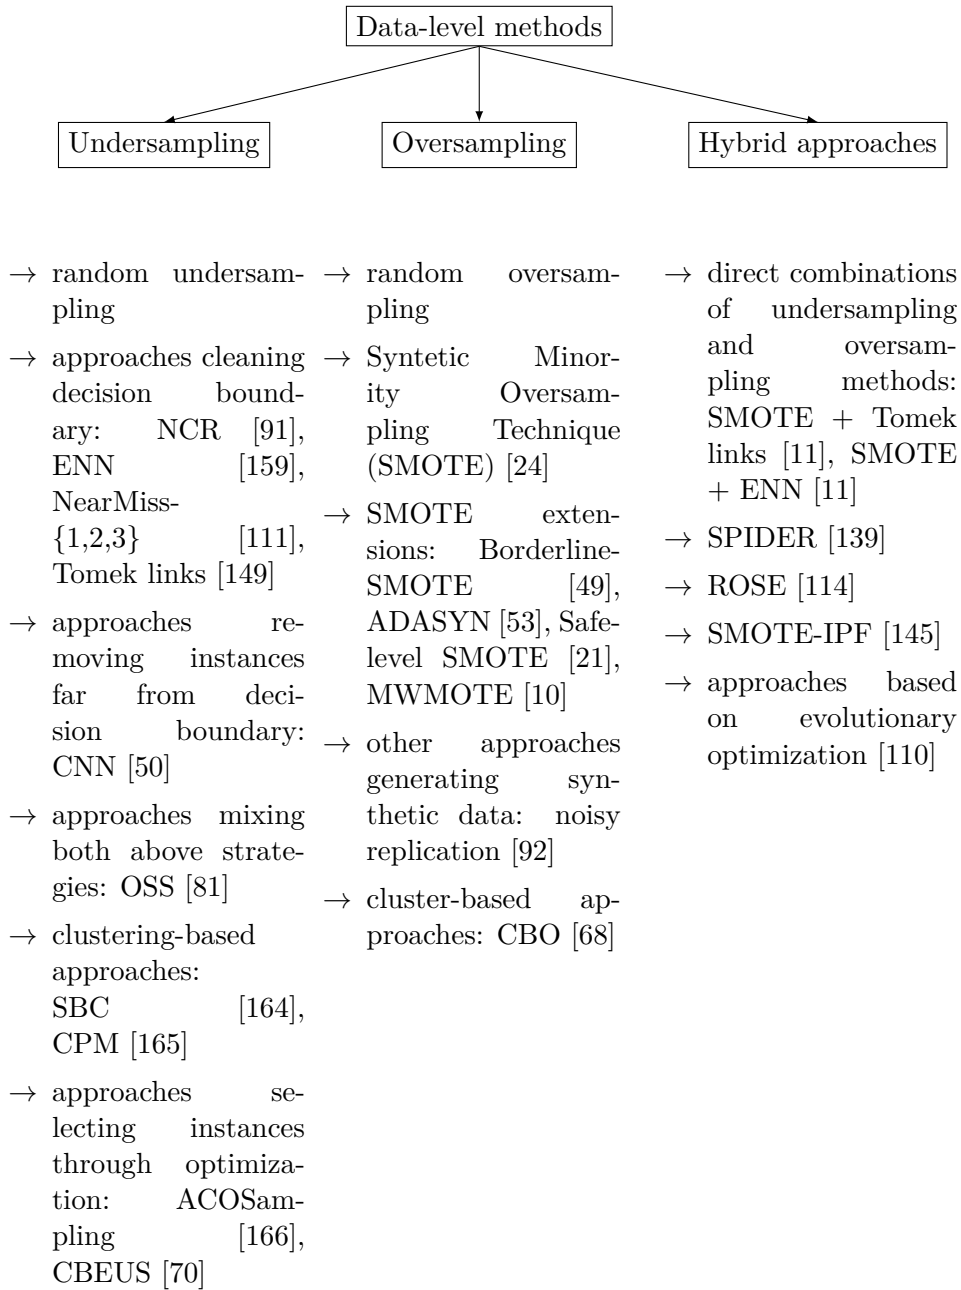 Data-level methods
Undersampling
Oversampling
Hybrid approaches
→ random undersam-
pling
→ approaches cleaning
decision bound-
ary: NCR [91],
ENN [159],
NearMiss-
{1,2,3} [111],
Tomek links [149]
→ approaches re-
moving instances
far from deci-
sion boundary:
CNN [50]
→ approaches mixing
both above strate-
gies: OSS [81]
→ clustering-based
approaches:
SBC [164],
CPM [165]
→ approaches se-
lecting instances
through optimiza-
tion: ACOSam-
pling [166],
CBEUS [70]
→ random oversam-
pling
→ Syntetic Minor-
ity Oversam-
pling Technique
(SMOTE) [24]
→ SMOTE exten-
sions: Borderline-
SMOTE [49],
ADASYN [53], Safe-
level SMOTE [21],
MWMOTE [10]
→ other approaches
generating syn-
thetic data: noisy
replication [92]
→ cluster-based ap-
proaches: CBO [68]
→ direct combinations
of undersampling
and oversam-
pling methods:
SMOTE + Tomek
links [11], SMOTE
+ ENN [11]
→ SPIDER [139]
→ ROSE [114]
→ SMOTE-IPF [145]
→ approaches based
on evolutionary
optimization [110]